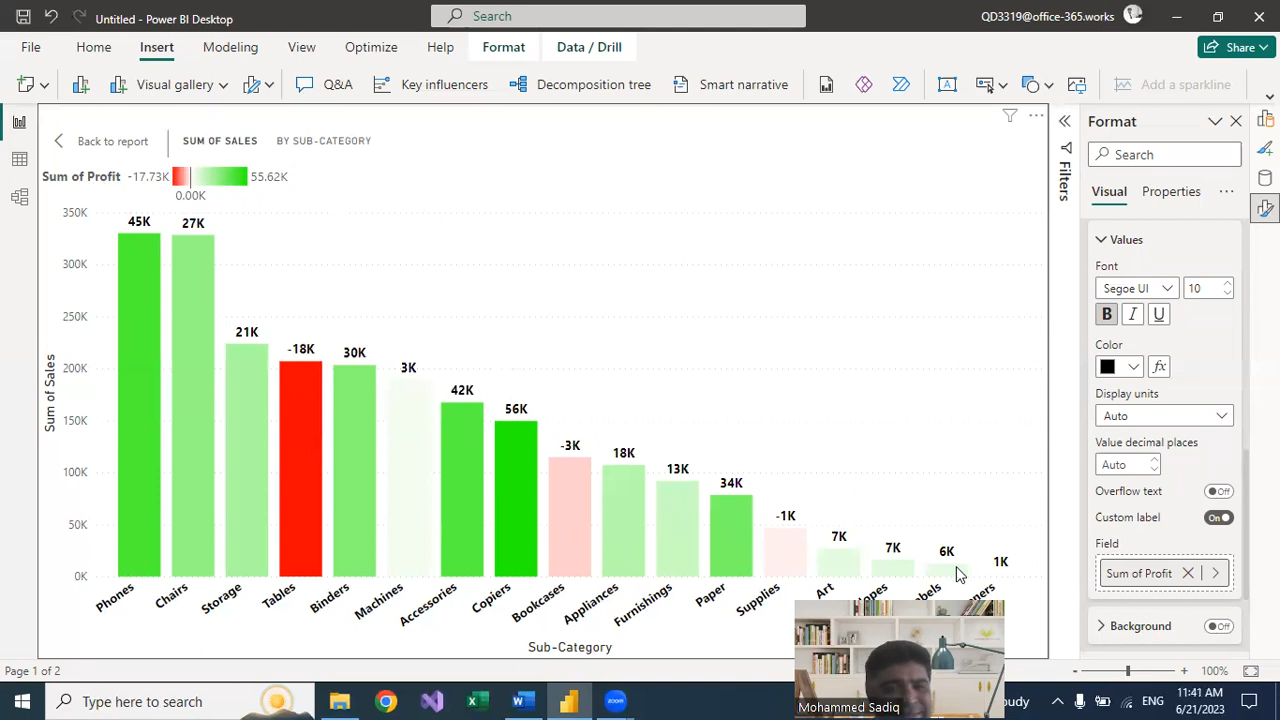 Untitled - Power BI Desktop
Search
QD3319@office-365.works
File
Home
Insert
Modeling
View
Optimize
Help
Format
Data / Drill
Share
Visual gallery
Q&A
Key influencers
Decomposition tree
Smart narrative
Add a sparkline
Back to report
SUM OF SALES
BY SUB-CATEGORY
Sum of Profit -17.73K 55.62K
0.00K
350K
300K
250K
200K
150K
100K
50K
0K
Sum of Sales
45K
27K
21K
-18K
30K
3K
42K
56K
-3K
18K
13K
34K
-1K
7K
7K
6K
1K
Phones
Chairs
Storage
Tables
Binders
Machines
Accessories
Copiers
Bookcases
Appliances
Furnishings
Paper
Supplies
Art
Sub-Category
Filters
Format
Search
Visual
Properties
Values
Font
Segoe UI
10
B
I
U
Color
fx
Display units
Auto
Value decimal places
Auto
Overflow text
Off
Custom label
On
Field
Sum of Profit
Background
Off
Mohammed Sadiq
Page 1 of 2
100%
Type here to search
oudy
ENG
11:41 AM
6/21/2023